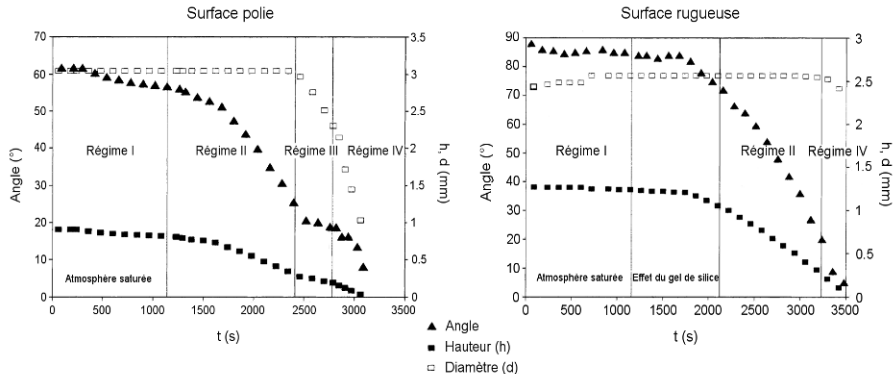 Surface polie
Surface rugueuse
70
60
50
40
30
20
10
0
Angle (°)
3.5
3
2.5
2
1.5
1
0.5
0
h, d (mm)
Régime I
Régime II
Régime III
Régime IV
Atmosphère saturée
0
500
1000
1500
2000
2500
3000
3500
t (s)
90
80
70
60
50
40
30
20
10
0
Angle (°)
3
2.5
2
1.5
1
0.5
0
h, d (mm)
Régime I
Régime II
Régime IV
Atmosphère saturée
Effet du gel de silice
0
500
1000
1500
2000
2500
3000
3500
t (s)
Angle
Hauteur (h)
Diamètre (d)